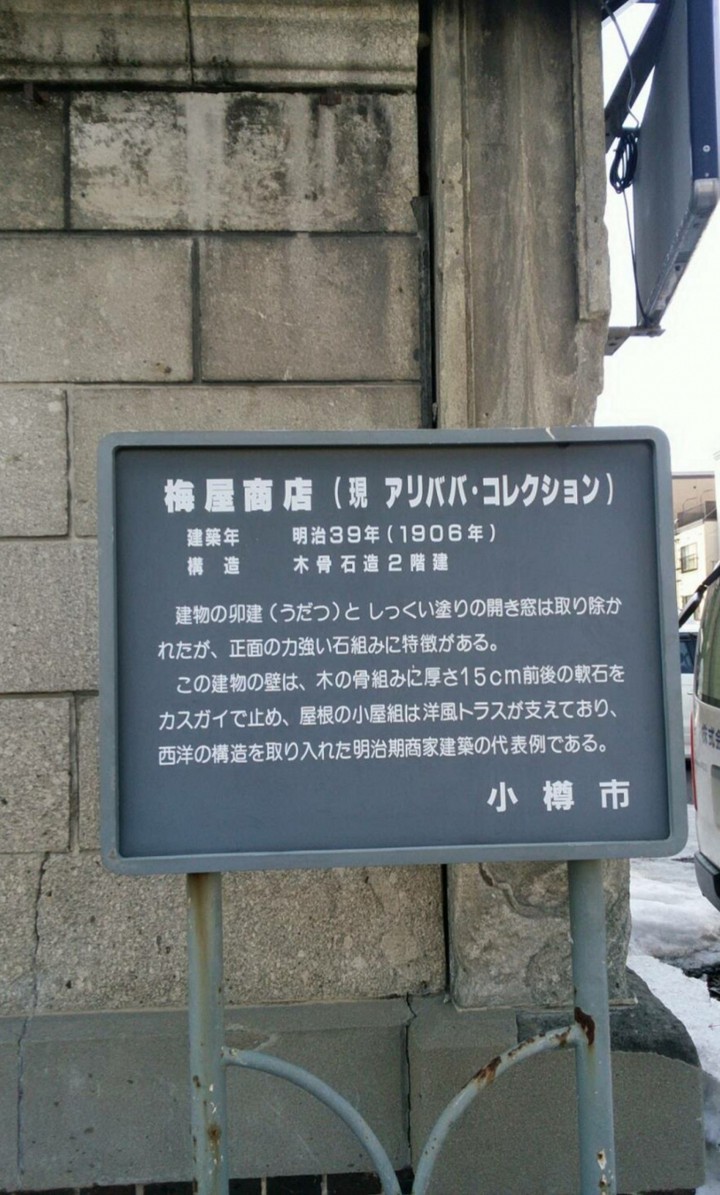 梅屋商店（現 アリババ・コレクション）
建築年 明治39年（1906年）
構造 木骨石造2階建
建物の卯建（うだつ）と しっくい塗りの開き窓は取り除か
れたが、正面の力強い石組みに特徴がある。
この建物の壁は、木の骨組みに厚さ15cm前後の軟石を
カスガイで止め、屋根の小屋組は洋風トラスが支えており、
西洋の構造を取り入れた明治期商家建築の代表例である。
小樽市
株式会